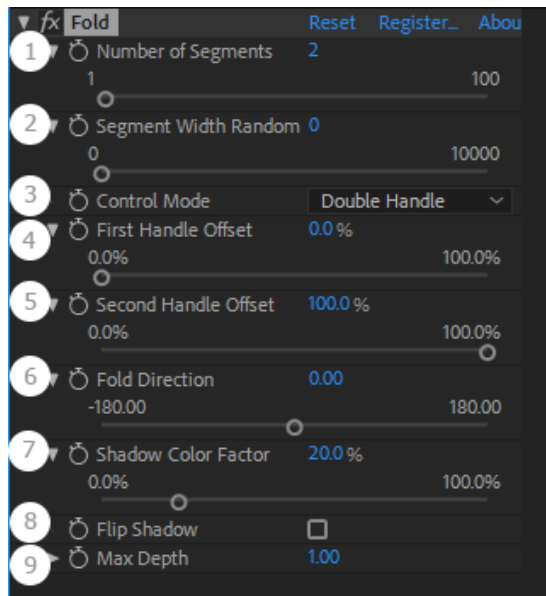 fx Fold Reset Register... Abou
1 Number of Segments 2
1 100
2 Segment Width Random 0
0 10000
3 Control Mode Double Handle
4 First Handle Offset 0.0 %
0.0% 100.0%
5 Second Handle Offset 100.0 %
0.0% 100.0%
6 Fold Direction 0.00
-180.00 180.00
7 Shadow Color Factor 20.0 %
0.0% 100.0%
8 Flip Shadow
9 Max Depth 1.00